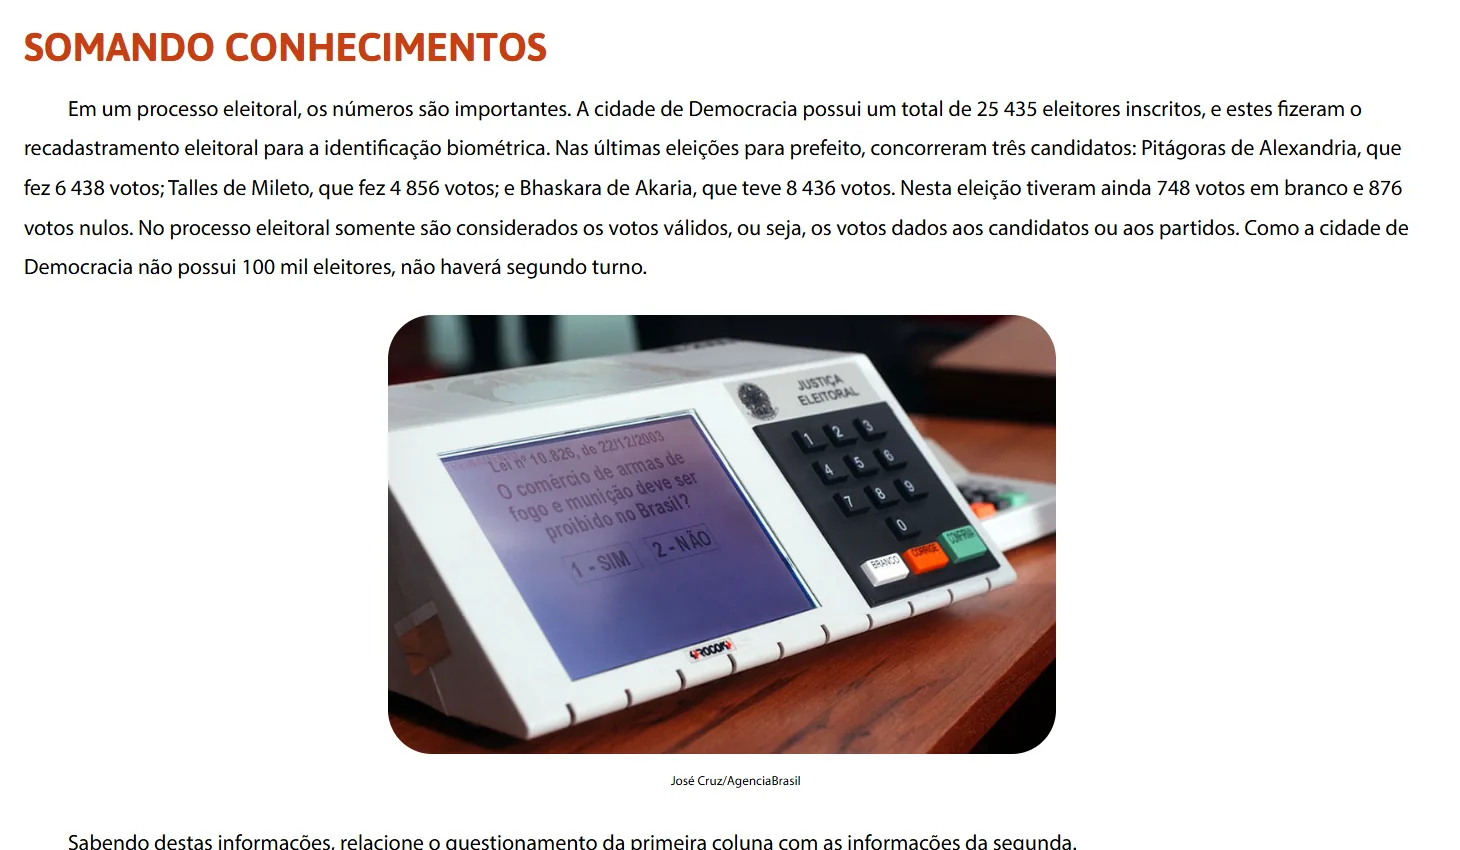 SOMANDO CONHECIMENTOS
Em um processo eleitoral, os números são importantes. A cidade de Democracia possui um total de 25 435 eleitores inscritos, e estes fizeram o
recadastramento eleitoral para a identificação biométrica. Nas últimas eleições para prefeito, concorreram três candidatos: Pitágoras de Alexandria, que
fez 6 438 votos; Talles de Mileto, que fez 4 856 votos; e Bhaskara de Akaria, que teve 8 436 votos. Nesta eleição tiveram ainda 748 votos em branco e 876
votos nulos. No processo eleitoral somente são considerados os votos válidos, ou seja, os votos dados aos candidatos ou aos partidos. Como a cidade de
Democracia não possui 100 mil eleitores, não haverá segundo turno.
JUSTIÇA
ELEITORAL
Lei nº 10.826, de 22/12/2003
O comércio de armas de
fogo e munição deve ser
proibido no Brasil?
1 - SIM 2 - NÃO
1 2 3
4 5 6
7 8 9
0
BRANCO CORRIGE CONFIRMA
José Cruz/AgenciaBrasil
Sabendo destas informações, relacione o questionamento da primeira coluna com as informações da segunda.